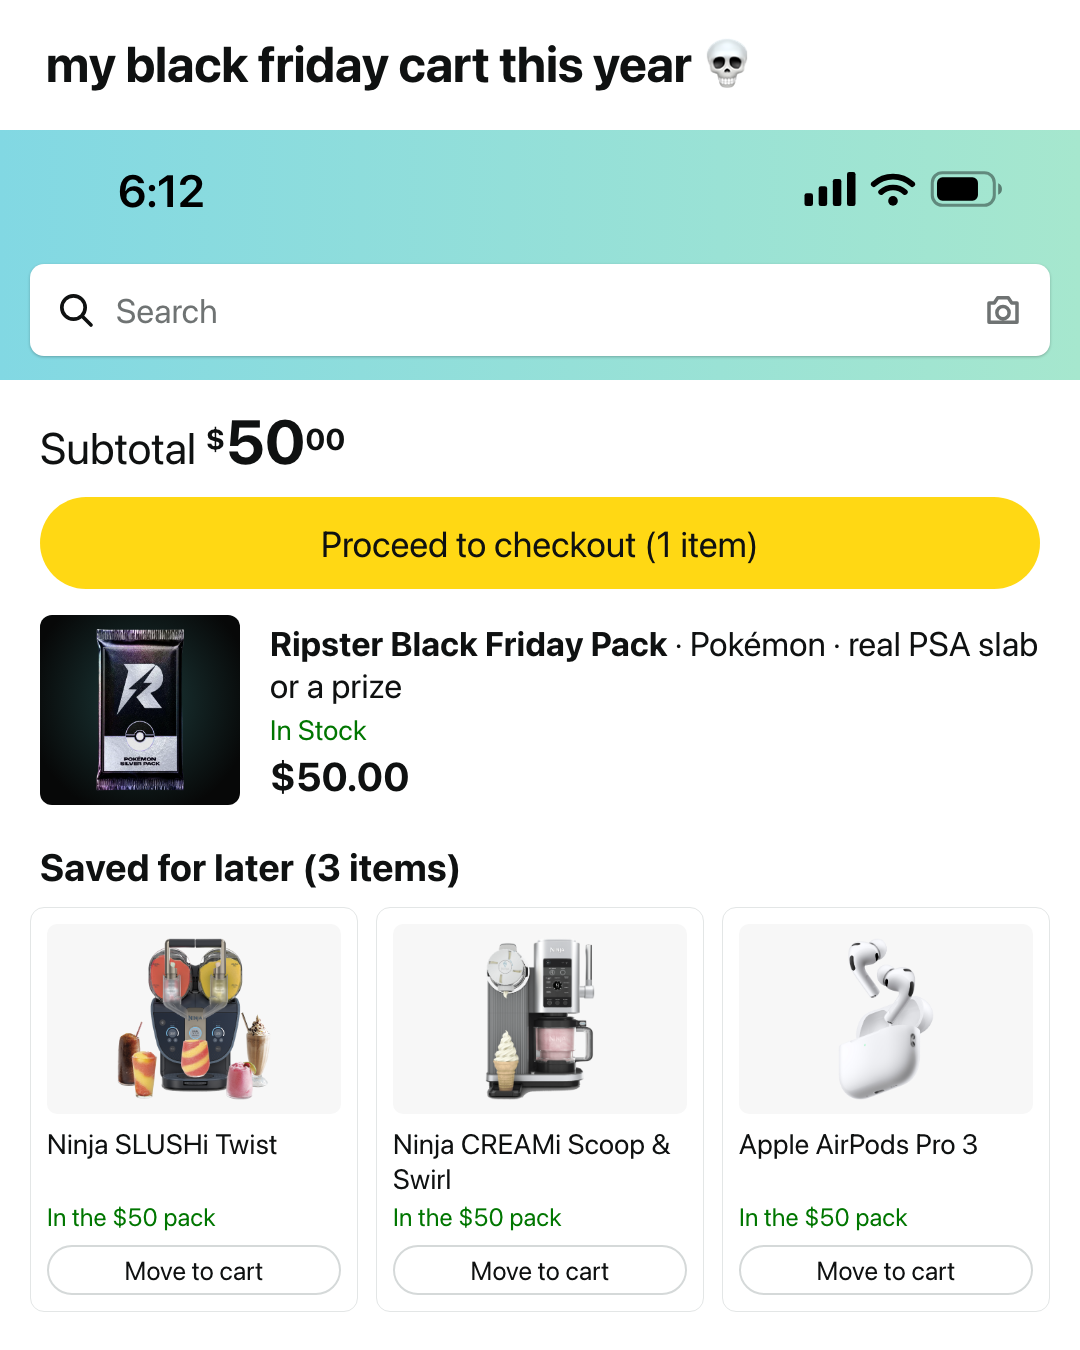 my black friday cart this year 💀
6:12
Search
Subtotal $5000
Proceed to checkout (1 item)
R
POKÉMON
SILVER PACK
Ripster Black Friday Pack · Pokémon · real PSA slab
or a prize
In Stock
$50.00
Saved for later (3 items)
Ninja SLUSHi Twist
In the $50 pack
Move to cart
Ninja CREAMi Scoop &
Swirl
In the $50 pack
Move to cart
Apple AirPods Pro 3
In the $50 pack
Move to cart